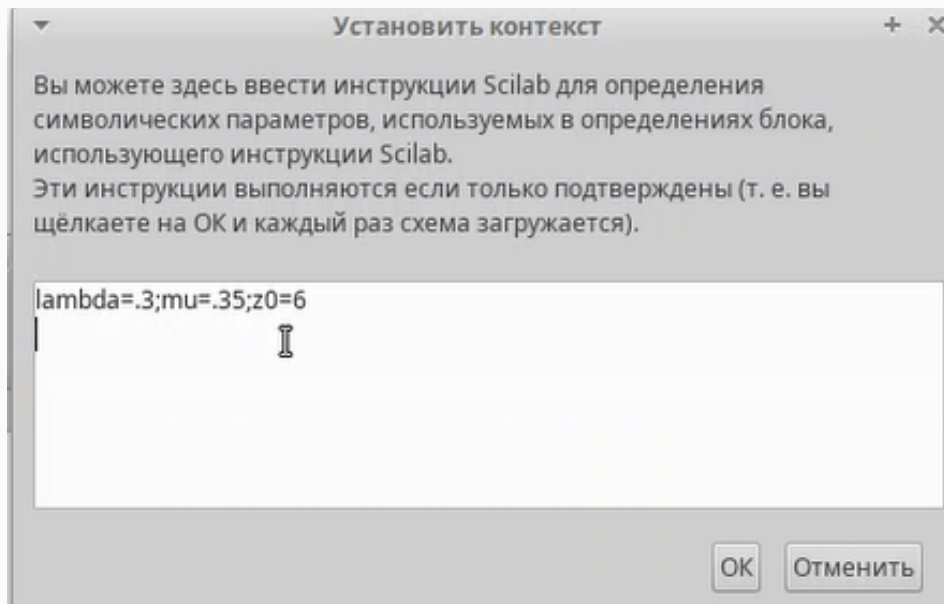 Установить контекст
Вы можете здесь ввести инструкции Scilab для определения
символических параметров, используемых в определениях блока,
использующего инструкции Scilab.
Эти инструкции выполняются если только подтверждены (т. е. вы
щёлкаете на ОК и каждый раз схема загружается).
lambda=.3;mu=.35;z0=6
ОК Отменить